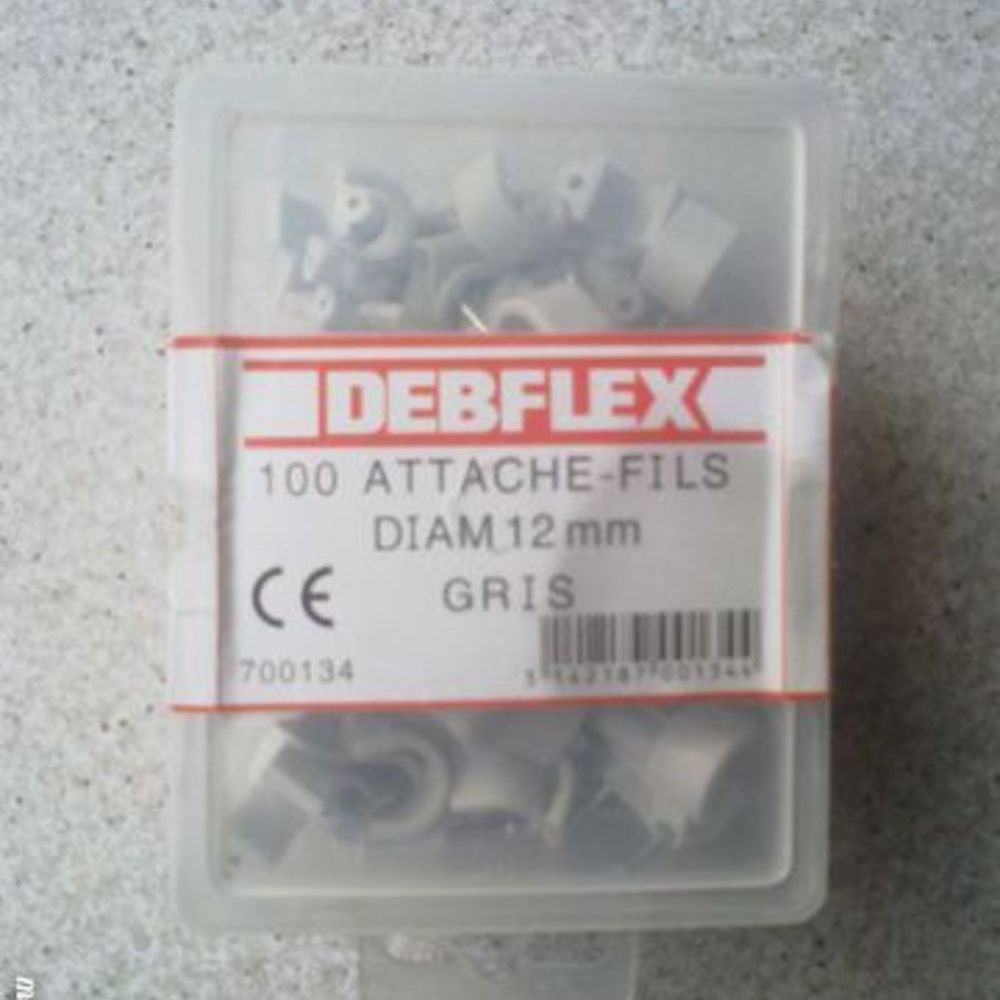 DEBFLEX
100 ATTACHE-FILS
DIAM 12 mm
CE
GRIS
700134